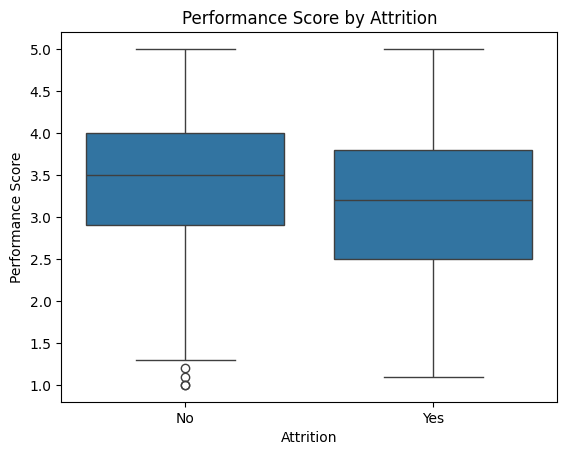 Performance Score by Attrition
5.0
4.5
4.0
3.5
3.0
2.5
2.0
1.5
1.0
Performance Score
No Yes
Attrition